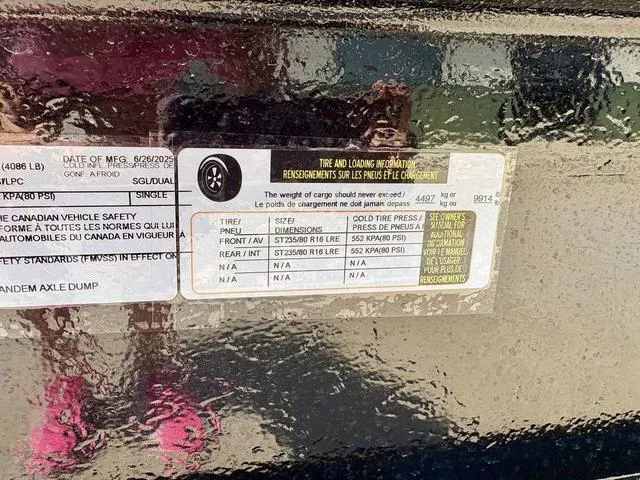 (4086 LB) DATE OF MFG: 6/26/2025
COLD INFL. PRESS/PRESS. DE
GONF. A FROID
/LPC SGL/DUAL
KPA(80 PSI) SINGLE
HE CANADIAN VEHICLE SAFETY
FORME À TOUTES LES NORMES QUI LUI
AUTOMOBILES DU CANADA EN VIGUEUR À
FETY STANDARDS (FMVSS) IN EFFECT ON
ANDEM AXLE DUMP
TIRE AND LOADING INFORMATION
RENSEIGNEMENTS SUR LES PNEUS ET LE CHARGEMENT
The weight of cargo should never exceed / kg or lb
Le poids de chargement ne doit jamais depass 4497 kg ou 9914
TIRE/ SIZE/ COLD TIRE PRESS/
PNEU DIMENSIONS PRESS DE PNEUS A F
FRONT / AV ST235/80 R16 LRE 552 KPA(80 PSI)
REAR / INT ST235/80 R16 LRE 552 KPA(80 PSI)
N/A N/A N/A
N/A N/A N/A
SEE OWNER'S
MANUAL FOR
ADDITIONAL
INFORMATION
VOIR LE MANUEL
DE L'USAGER
POUR PLUS DE
RENSEIGNEMENTS